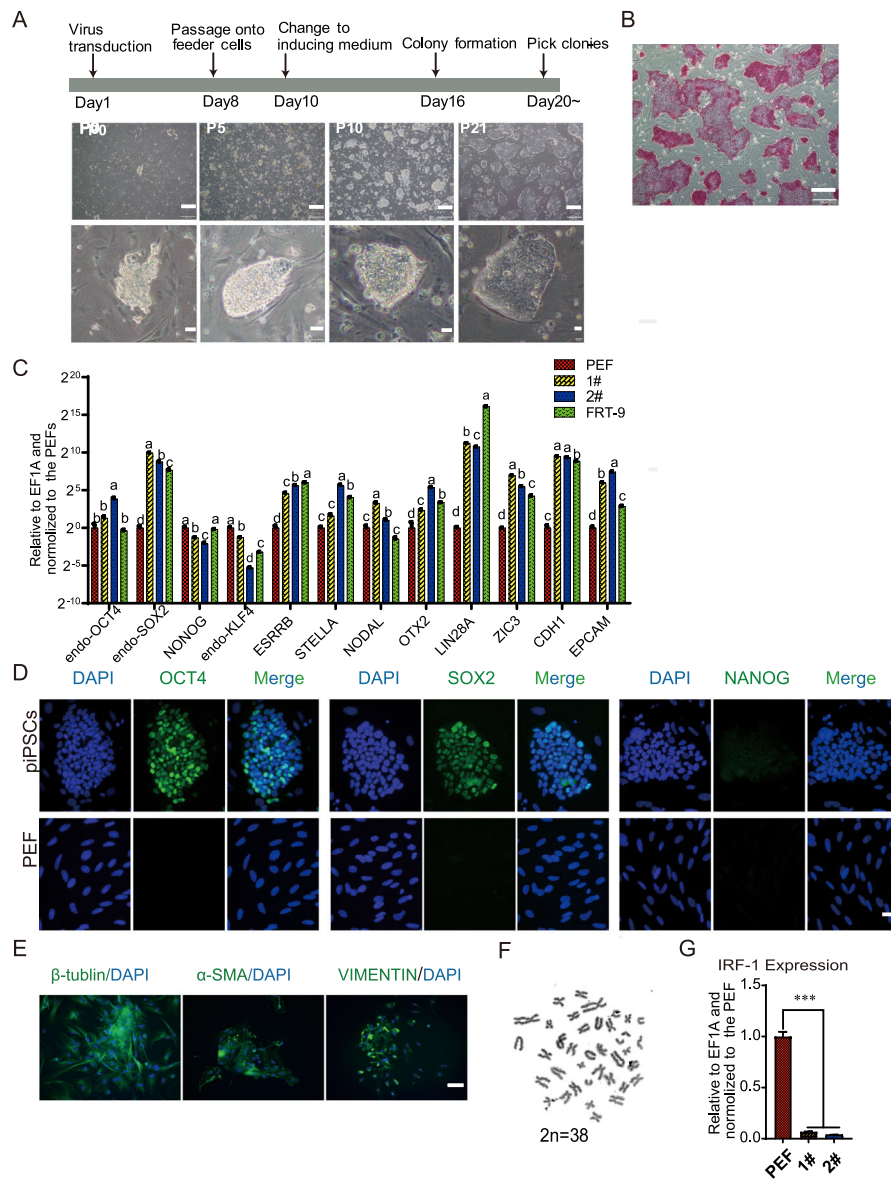 A
Virus transduction
Passage onto feeder cells
Change to inducing medium
Colony formation
Pick clonies
Day1
Day8
Day10
Day16
Day20~
P0
P5
P10
P21
B
C
Relative to EF1A and
normolized to the PEFs
2^20
2^15
2^10
2^5
2^0
2^-5
2^-10
PEF
1#
2#
FRT-9
b b a b
d a b c
a b c a
a b d c
d c b a
c c a b
c a b d
d c a b
d b c a
d a b c
c a a b
d b a c
endo-OCT4
endo-SOX2
NONOG
endo-KLF4
ESRRB
STELLA
NODAL
OTX2
LIN28A
ZIC3
CDH1
EPCAM
D
DAPI OCT4 Merge DAPI SOX2 Merge DAPI NANOG Merge
piPSCs
PEF
E
β-tublin/DAPI
α-SMA/DAPI
VIMENTIN/DAPI
F
2n=38
G
IRF-1 Expression
Relative to EF1A and
normolized to the PEF
***
1.5
1.0
0.5
0.0
PEF
1#
2#